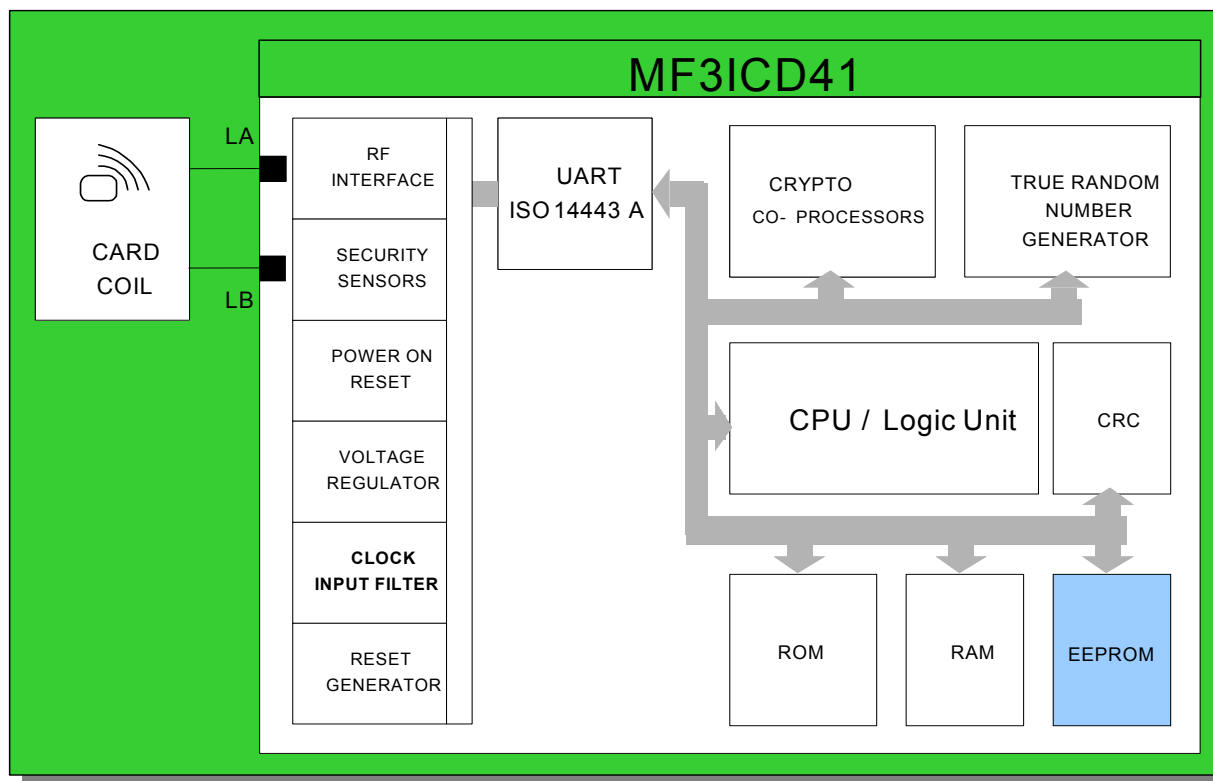 MF3ICD41
LA
LB
CARD
COIL
RF
INTERFACE
SECURITY
SENSORS
POWER ON
RESET
VOLTAGE
REGULATOR
CLOCK
INPUT FILTER
RESET
GENERATOR
UART
ISO 14443 A
CRYPTO
CO- PROCESSORS
TRUE RANDOM
NUMBER
GENERATOR
CPU / Logic Unit
CRC
ROM
RAM
EEPROM